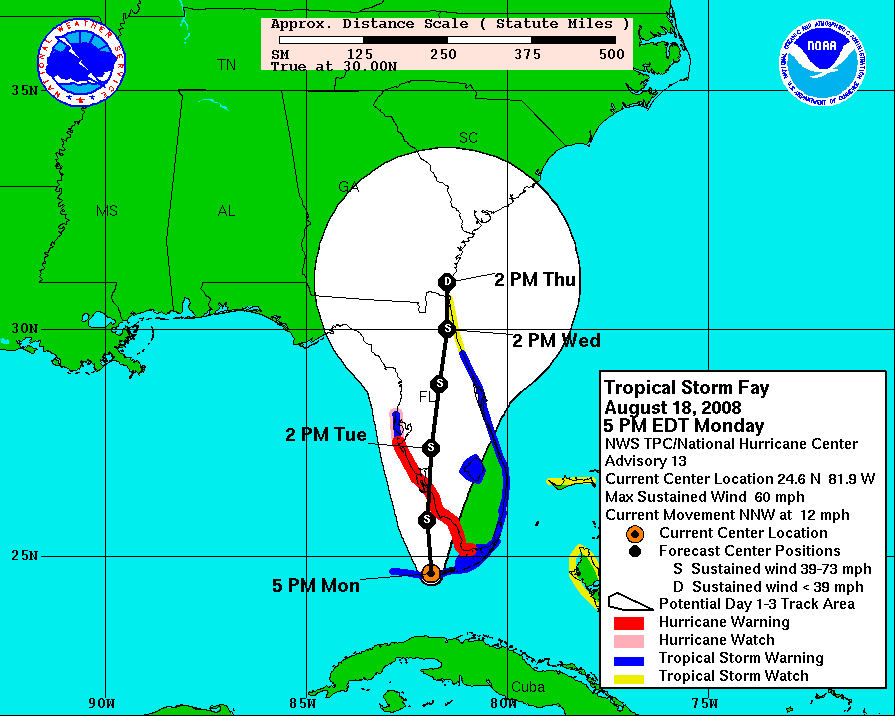 Approx. Distance Scale ( Statute Miles )
SM 125 250 375 500
True at 30.00N
NATIONAL WEATHER SERVICE
NOAA
NATIONAL OCEANIC AND ATMOSPHERIC ADMINISTRATION
U.S. DEPARTMENT OF COMMERCE
TN
35N
SC
GA
MS
AL
2 PM Thu
30N
2 PM Wed
FL
2 PM Tue
25N
5 PM Mon
Cuba
90W
85W
80W
75W
Tropical Storm Fay
August 18, 2008
5 PM EDT Monday
NWS TPC/National Hurricane Center
Advisory 13
Current Center Location 24.6 N 81.9 W
Max Sustained Wind 60 mph
Current Movement NNW at 12 mph
Current Center Location
Forecast Center Positions
S Sustained wind 39-73 mph
D Sustained wind < 39 mph
Potential Day 1-3 Track Area
Hurricane Warning
Hurricane Watch
Tropical Storm Warning
Tropical Storm Watch
D
S
S
S
S